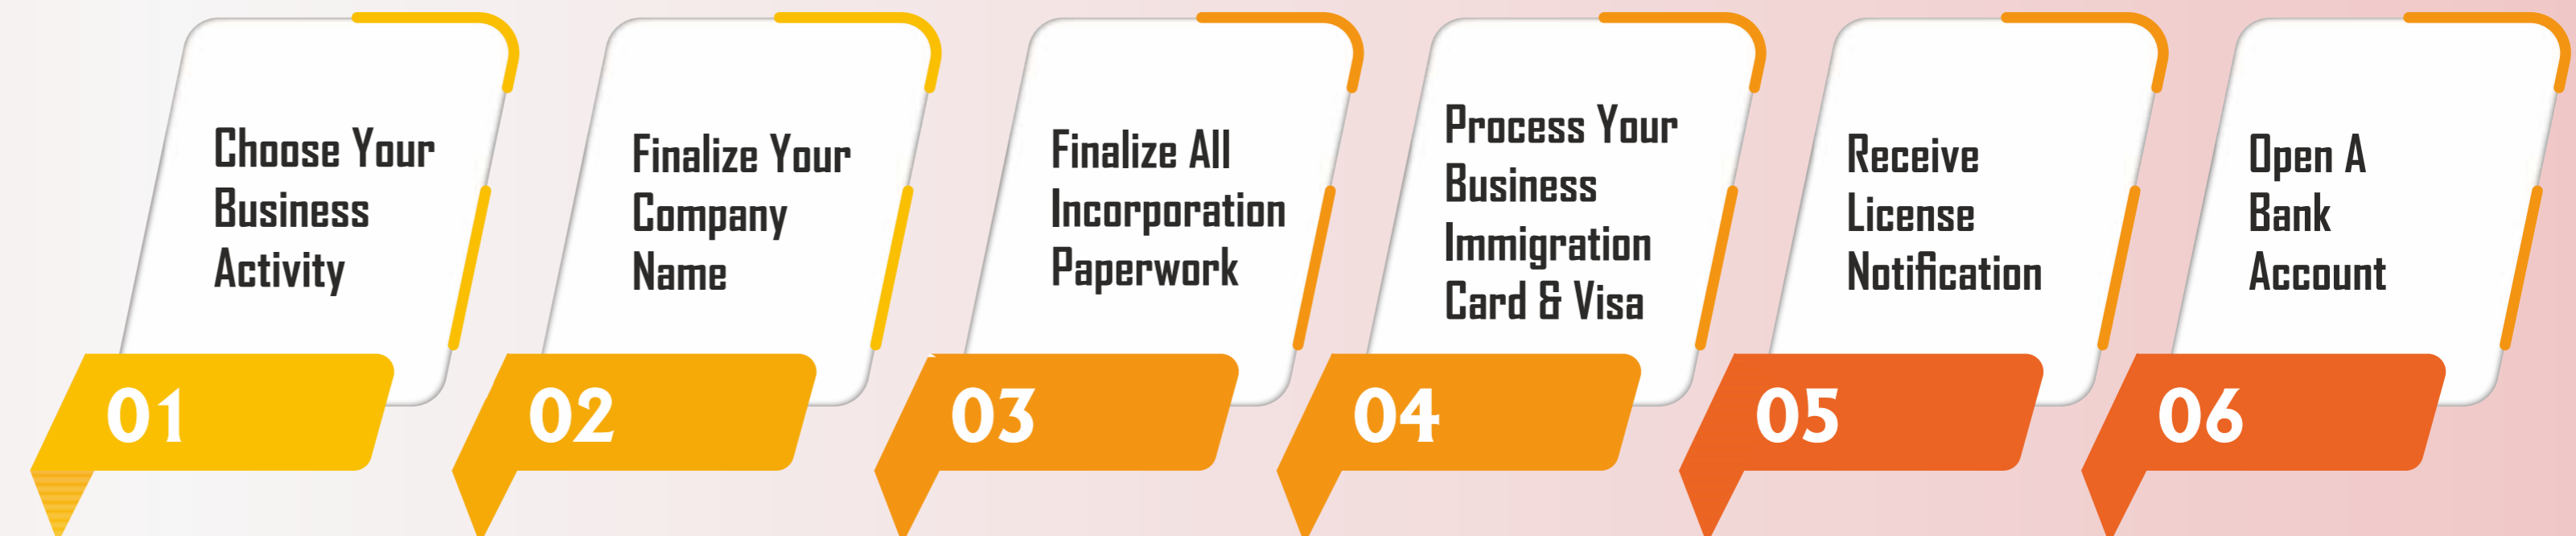 Choose Your
Business
Activity
01
Finalize Your
Company
Name
02
Finalize All
Incorporation
Paperwork
03
Process Your
Business
Immigration
Card & Visa
04
Receive
License
Notification
05
Open A
Bank
Account
06